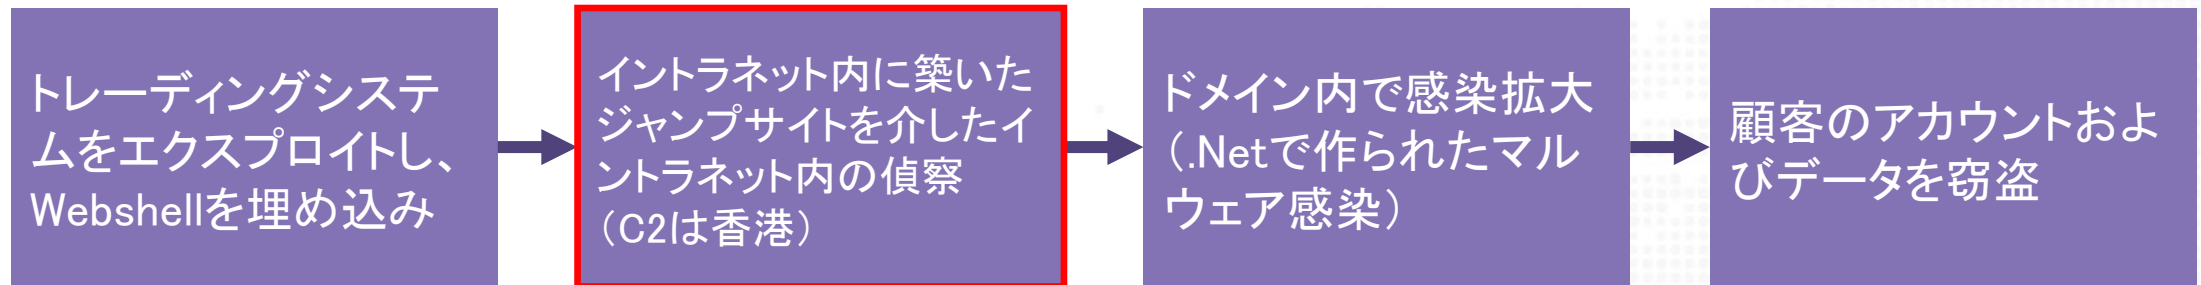 トレーディングシステ
ムをエクスプロイトし、
Webshellを埋め込み
イントラネット内に築いた
ジャンプサイトを介したイ
ントラネット内の偵察
（C2は香港）
ドメイン内で感染拡大
（.Netで作られたマル
ウェア感染）
顧客のアカウントおよ
びデータを窃盗